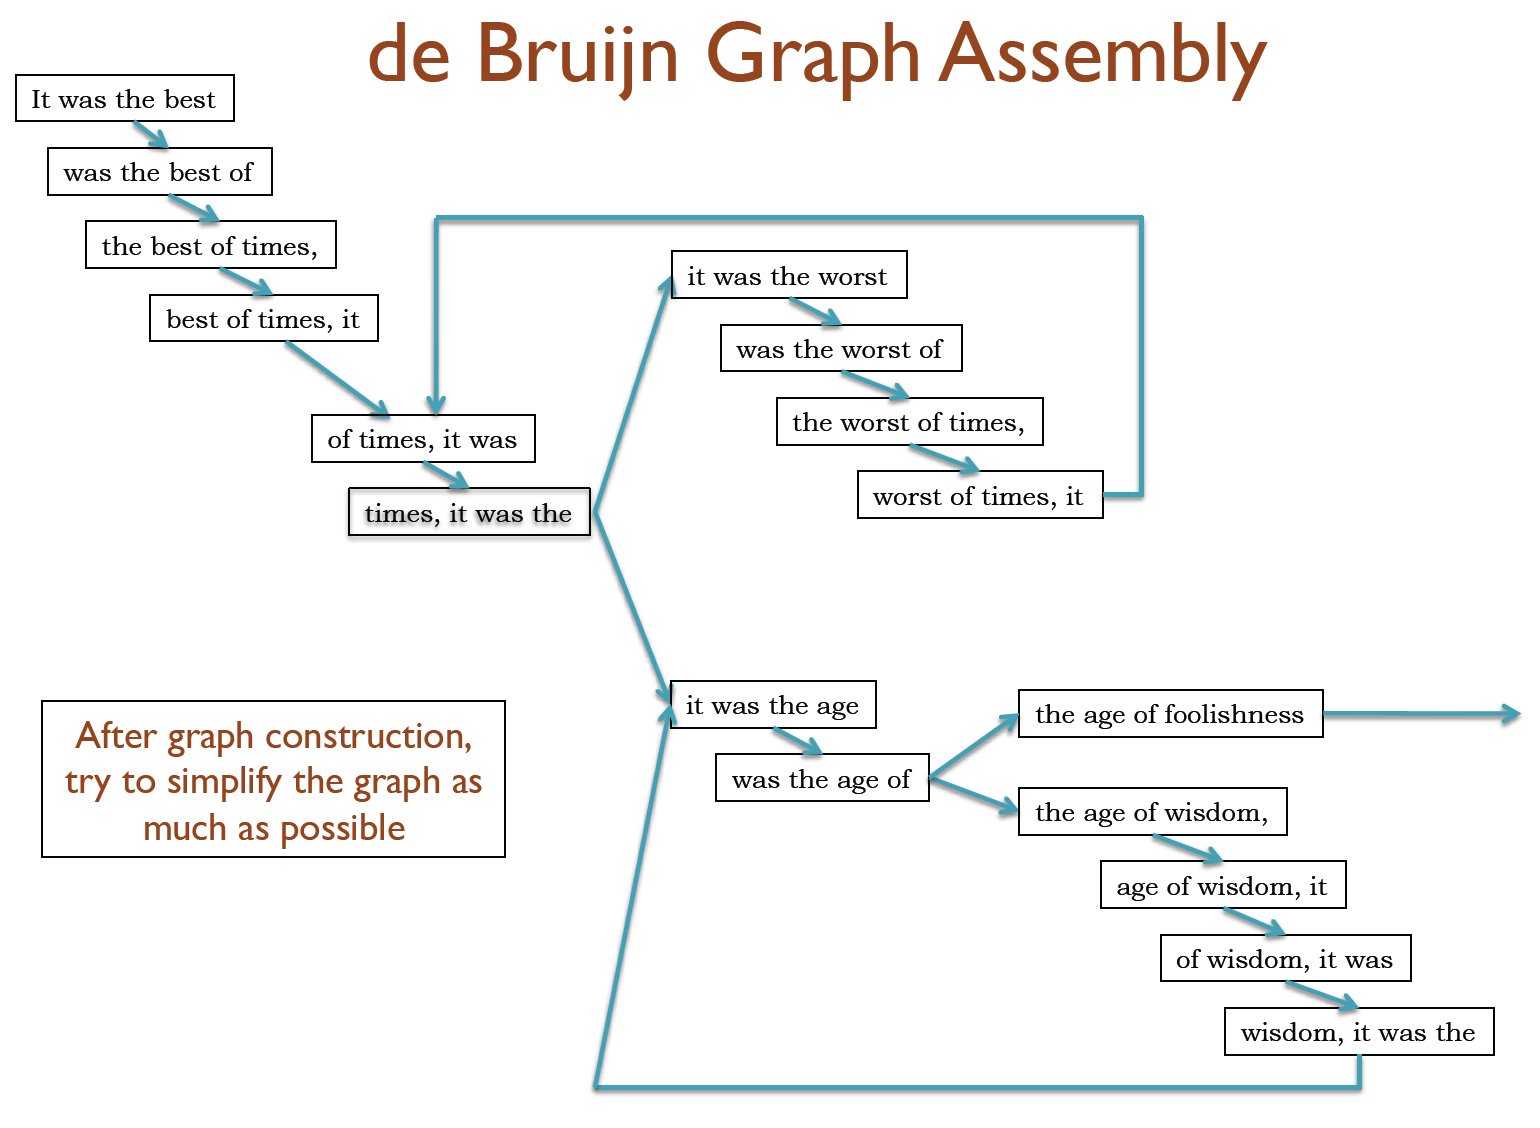 de Bruijn Graph Assembly
It was the best
was the best of
the best of times,
best of times, it
of times, it was
times, it was the
it was the worst
was the worst of
the worst of times,
worst of times, it
it was the age
was the age of
the age of foolishness
the age of wisdom,
age of wisdom, it
of wisdom, it was
wisdom, it was the
After graph construction,
try to simplify the graph as
much as possible